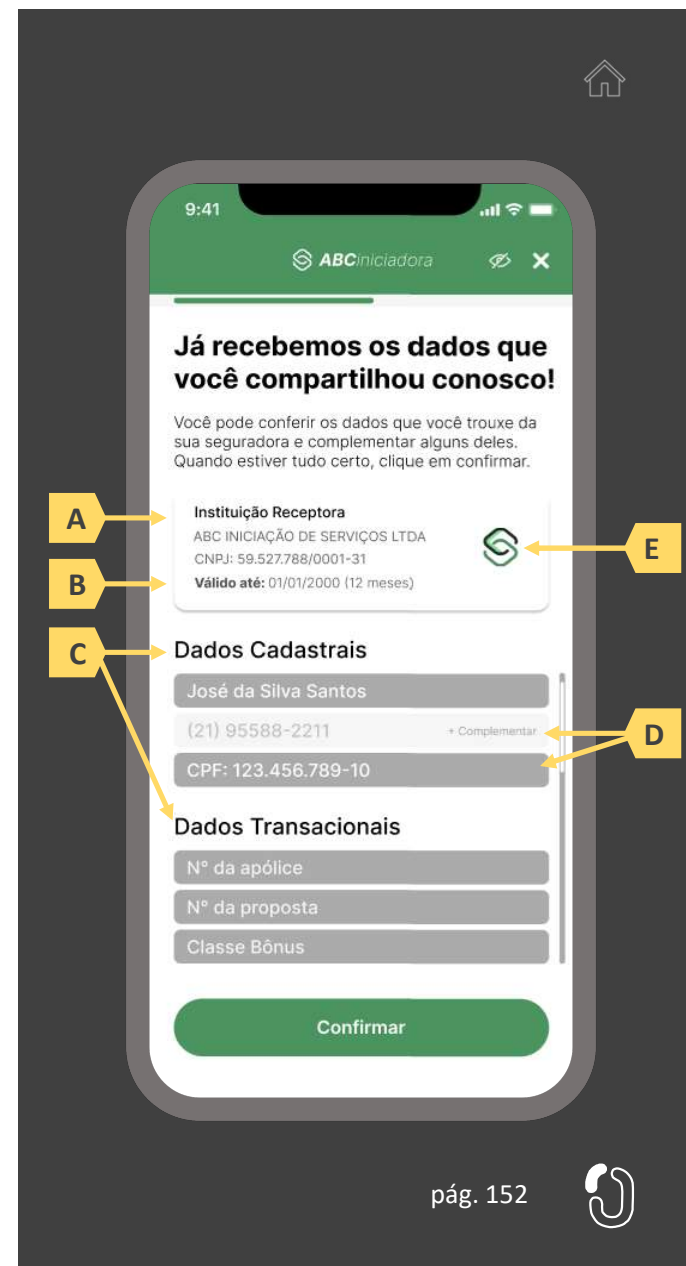 9:41
ABCiniciadora
Já recebemos os dados que
você compartilhou conosco!
Você pode conferir os dados que você trouxe da
sua seguradora e complementar alguns deles.
Quando estiver tudo certo, clique em confirmar.
A
Instituição Receptora
ABC INICIAÇÃO DE SERVIÇOS LTDA
E
CNPJ: 59.527.788/0001-31
B
Válido até: 01/01/2000 (12 meses)
C
Dados Cadastrais
José da Silva Santos
(21) 95588-2211 + Complementar
D
CPF: 123.456.789-10
Dados Transacionais
Nº da apólice
Nº da proposta
Classe Bônus
Confirmar
pág. 152